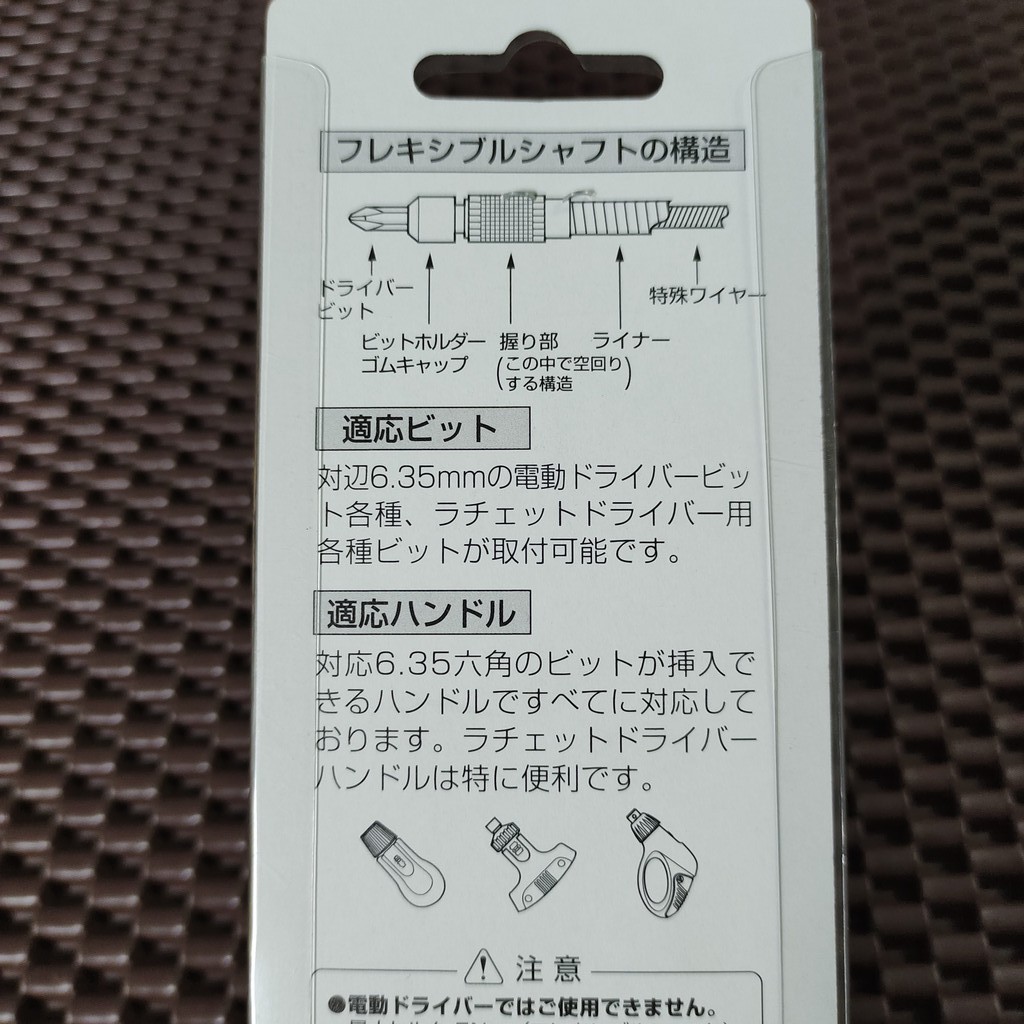 フレキシブルシャフトの構造
ドライバー
ビット
特殊ワイヤー
ビットホルダー
ゴムキャップ
握り部
(この中で空回り
する構造)
ライナー
適応ビット
対辺6.35mmの電動ドライバービッ
ト各種、ラチェットドライバー用
各種ビットが取付可能です。
適応ハンドル
対応6.35六角のビットが挿入で
きるハンドルですべてに対応して
おります。ラチェットドライバー
ハンドルは特に便利です。
注意
電動ドライバーではご使用できません。